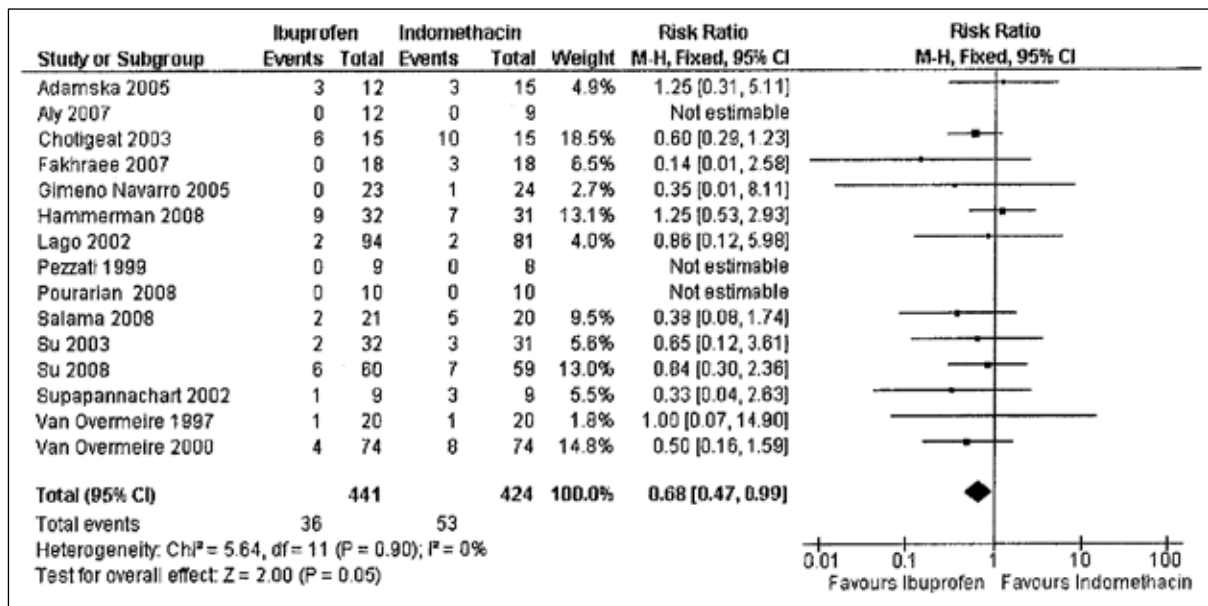 Ibuprofen Indomethacin Risk Ratio Risk Ratio
Study or Subgroup Events Total Events Total Weight M-H, Fixed, 95% CI M-H, Fixed, 95% CI
Adamska 2005 3 12 3 15 4.9% 1.25 [0.31, 5.11]
Aly 2007 0 12 0 9 Not estimable
Chotigeat 2003 6 15 10 15 18.5% 0.60 [0.29, 1.23]
Fakhraee 2007 0 18 3 18 6.5% 0.14 [0.01, 2.58]
Gimeno Navarro 2005 0 23 1 24 2.7% 0.35 [0.01, 8.11]
Hammerman 2008 9 32 7 31 13.1% 1.25 [0.53, 2.93]
Lago 2002 2 94 2 81 4.0% 0.86 [0.12, 5.98]
Pezzati 1999 0 9 0 8 Not estimable
Pourarian 2008 0 10 0 10 Not estimable
Salama 2008 2 21 5 20 9.5% 0.38 [0.08, 1.74]
Su 2003 2 32 3 31 5.6% 0.65 [0.12, 3.61]
Su 2008 6 60 7 59 13.0% 0.84 [0.30, 2.36]
Supapannachart 2002 1 9 3 9 5.5% 0.33 [0.04, 2.63]
Van Overmeire 1997 1 20 1 20 1.8% 1.00 [0.07, 14.90]
Van Overmeire 2000 4 74 8 74 14.8% 0.50 [0.16, 1.59]
Total (95% CI) 441 424 100.0% 0.68 [0.47, 0.99]
Total events 36 53
Heterogeneity: Chi² = 5.64, df = 11 (P = 0.90); I² = 0%
Test for overall effect: Z = 2.00 (P = 0.05)
0.01 0.1 1 10 100
Favours Ibuprofen Favours Indomethacin